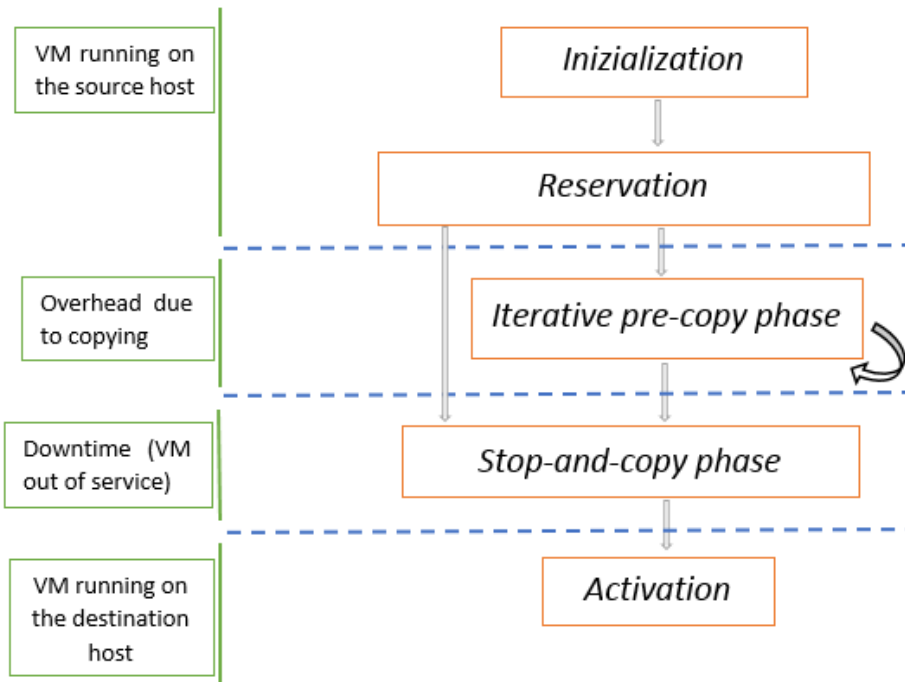 VM running on
the source host
Inizialization
Reservation
Overhead due
to copying
Iterative pre-copy phase
Downtime (VM
out of service)
Stop-and-copy phase
VM running on
the destination
host
Activation